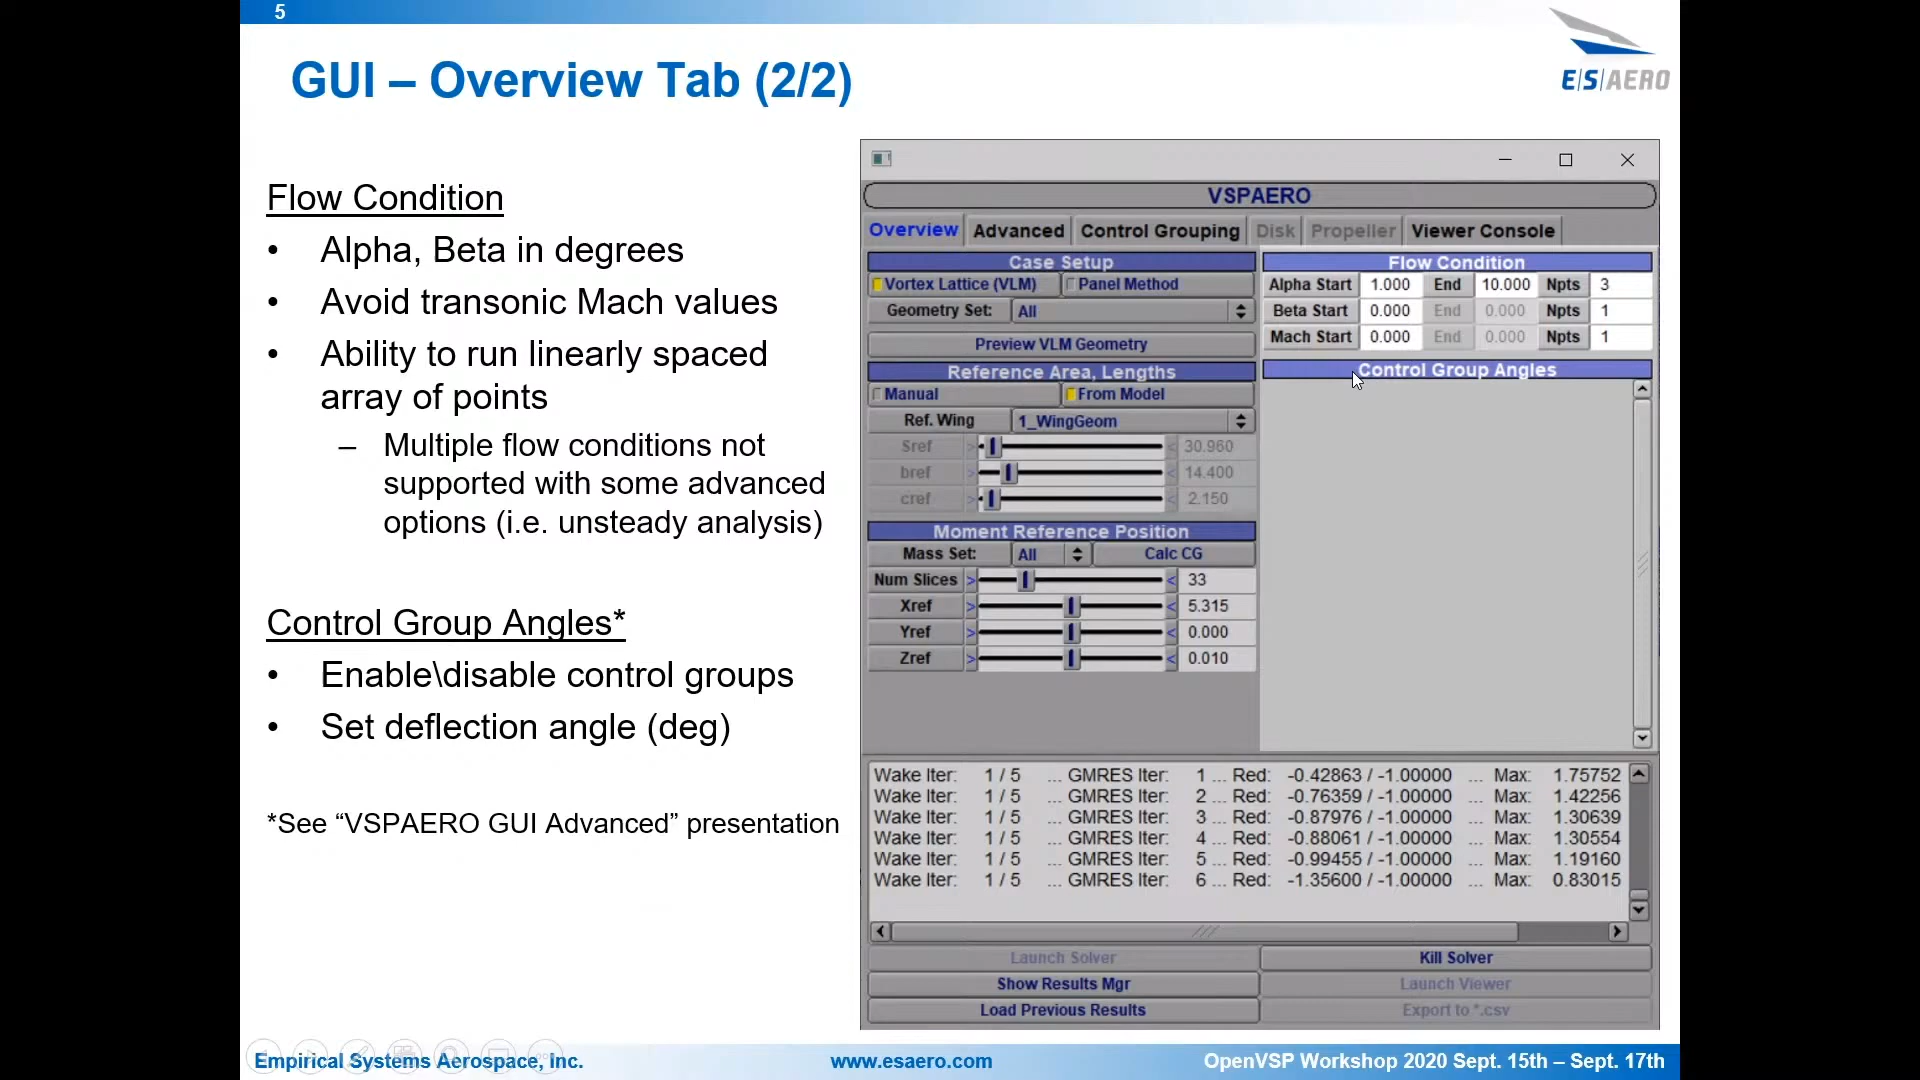 5
GUI – Overview Tab (2/2)
E|S|AERO
Flow Condition
• Alpha, Beta in degrees
• Avoid transonic Mach values
• Ability to run linearly spaced
array of points
– Multiple flow conditions not
supported with some advanced
options (i.e. unsteady analysis)
Control Group Angles*
• Enable\disable control groups
• Set deflection angle (deg)
*See “VSPAERO GUI Advanced” presentation
VSPAERO
Overview Advanced Control Grouping Disk Propeller Viewer Console
Case Setup
Vortex Lattice (VLM) Panel Method
Geometry Set: All
Preview VLM Geometry
Reference Area, Lengths
Manual From Model
Ref. Wing 1_WingGeom
Sref > < 30.960
bref > < 14.400
cref > < 2.150
Moment Reference Position
Mass Set: All Calc CG
Num Slices > < 33
Xref > < 5.315
Yref > < 0.000
Zref > < 0.010
Flow Condition
Alpha Start 1.000 End 10.000 Npts 3
Beta Start 0.000 End 0.000 Npts 1
Mach Start 0.000 End 0.000 Npts 1
Control Group Angles
Wake Iter: 1 / 5 ... GMRES Iter: 1 ... Red: -0.42863 / -1.00000 ... Max: 1.75752
Wake Iter: 1 / 5 ... GMRES Iter: 2 ... Red: -0.76359 / -1.00000 ... Max: 1.42256
Wake Iter: 1 / 5 ... GMRES Iter: 3 ... Red: -0.87976 / -1.00000 ... Max: 1.30639
Wake Iter: 1 / 5 ... GMRES Iter: 4 ... Red: -0.88061 / -1.00000 ... Max: 1.30554
Wake Iter: 1 / 5 ... GMRES Iter: 5 ... Red: -0.99455 / -1.00000 ... Max: 1.19160
Wake Iter: 1 / 5 ... GMRES Iter: 6 ... Red: -1.35600 / -1.00000 ... Max: 0.83015
Launch Solver Kill Solver
Show Results Mgr Launch Viewer
Load Previous Results Export to *.csv
Empirical Systems Aerospace, Inc. www.esaero.com OpenVSP Workshop 2020 Sept. 15th – Sept. 17th